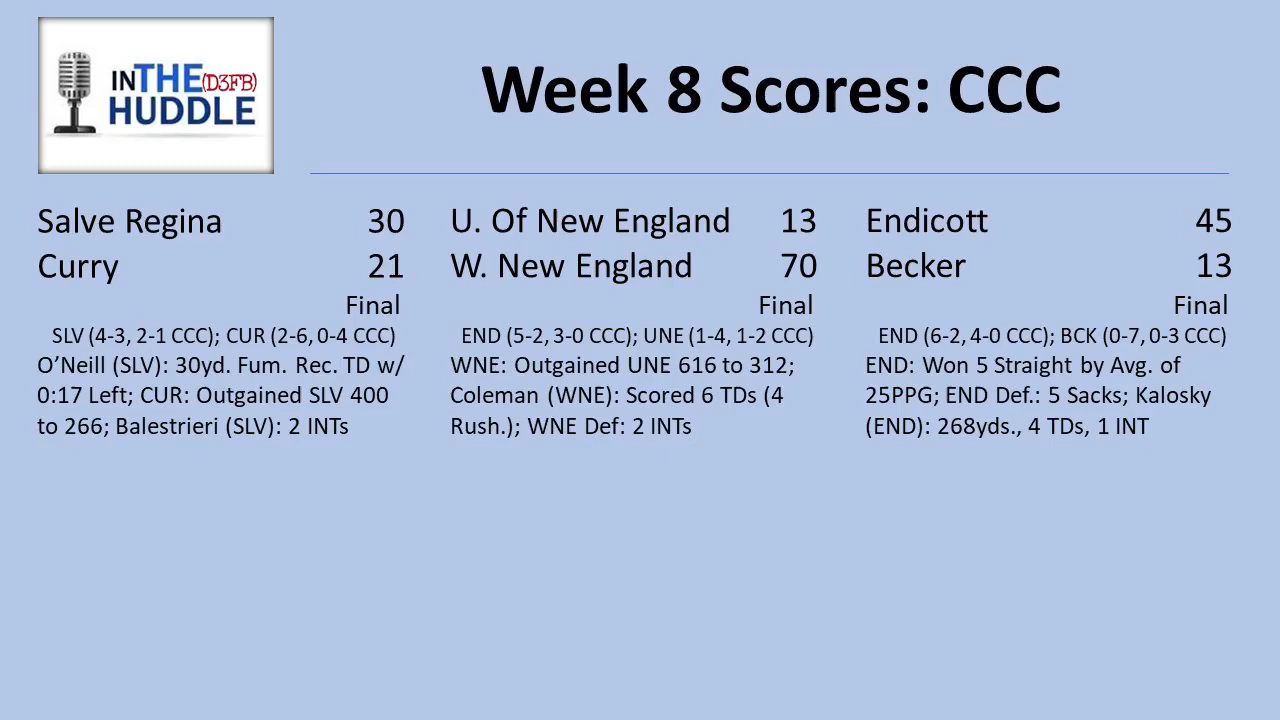 INTHE(D3FB)
HUDDLE
Week 8 Scores: CCC
Salve Regina 30
Curry 21
Final
SLV (4-3, 2-1 CCC); CUR (2-6, 0-4 CCC)
O’Neill (SLV): 30yd. Fum. Rec. TD w/
0:17 Left; CUR: Outgained SLV 400
to 266; Balestrieri (SLV): 2 INTs
U. Of New England 13
W. New England 70
Final
END (5-2, 3-0 CCC); UNE (1-4, 1-2 CCC)
WNE: Outgained UNE 616 to 312;
Coleman (WNE): Scored 6 TDs (4
Rush.); WNE Def: 2 INTs
Endicott 45
Becker 13
Final
END (6-2, 4-0 CCC); BCK (0-7, 0-3 CCC)
END: Won 5 Straight by Avg. of
25PPG; END Def.: 5 Sacks; Kalosky
(END): 268yds., 4 TDs, 1 INT